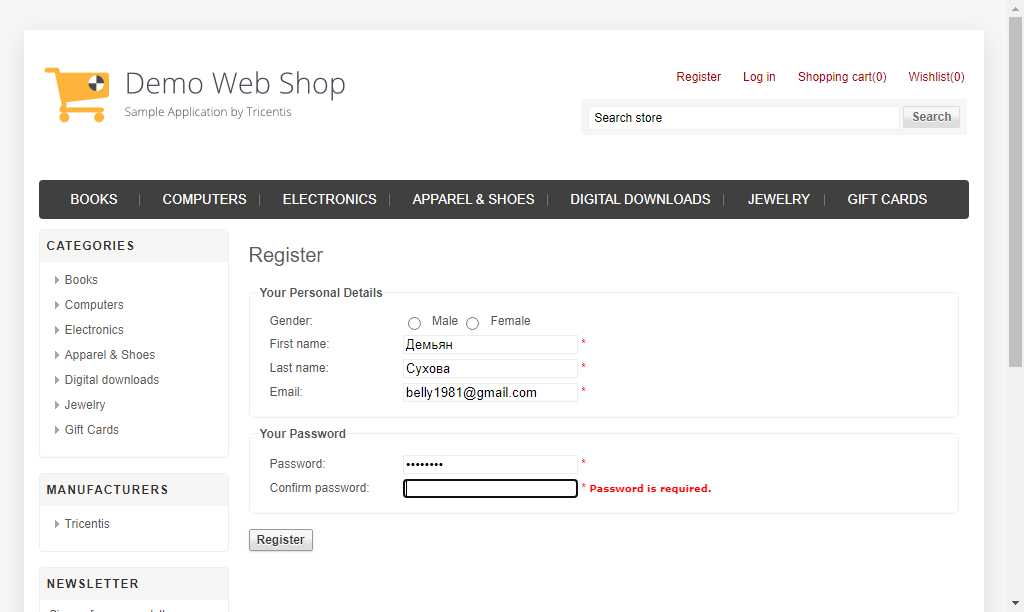 Demo Web Shop
Sample Application by Tricentis
Register Log in Shopping cart(0) Wishlist(0)
Search store Search
BOOKS COMPUTERS ELECTRONICS APPAREL & SHOES DIGITAL DOWNLOADS JEWELRY GIFT CARDS
CATEGORIES
Books
Computers
Electronics
Apparel & Shoes
Digital downloads
Jewelry
Gift Cards
MANUFACTURERS
Tricentis
NEWSLETTER
Register
Your Personal Details
Gender: Male Female
First name: Демьян *
Last name: Сухова *
Email: belly1981@gmail.com *
Your Password
Password: •••••••• *
Confirm password: * Password is required.
Register